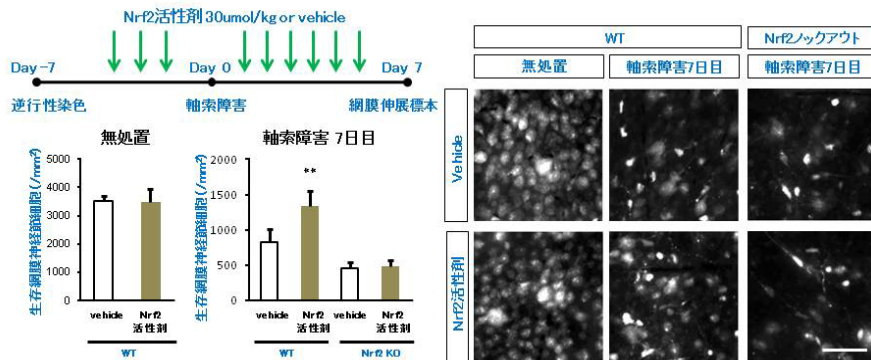 Nrf2活性剤 30umol/kg or vehicle
Day -7
Day 0
Day 7
逆行性染色
軸索障害
網膜伸展標本
無処置
生存網膜神経節細胞(/mm²)
5000
4000
3000
2000
1000
0
vehicle
Nrf2
活性剤
WT
軸索障害 7日目
生存網膜神経節細胞(/mm²)
2000
1500
1000
500
0
**
vehicle
Nrf2
活性剤
vehicle
Nrf2
活性剤
WT
Nrf2 KO
WT
Nrf2ノックアウト
無処置
軸索障害7日目
軸索障害7日目
Vehicle
Nrf2活性剤